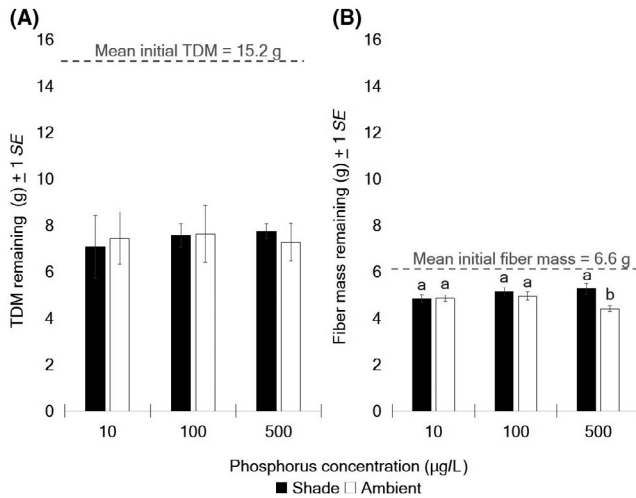 (A)
16
14
12
10
8
6
4
2
0
TDM remaining (g) ± 1 SE
Mean initial TDM = 15.2 g
10 100 500
(B)
16
14
12
10
8
6
4
2
0
Fiber mass remaining (g) ± 1 SE
Mean initial fiber mass = 6.6 g
a a a a a b
10 100 500
Phosphorus concentration (µg/L)
Shade Ambient